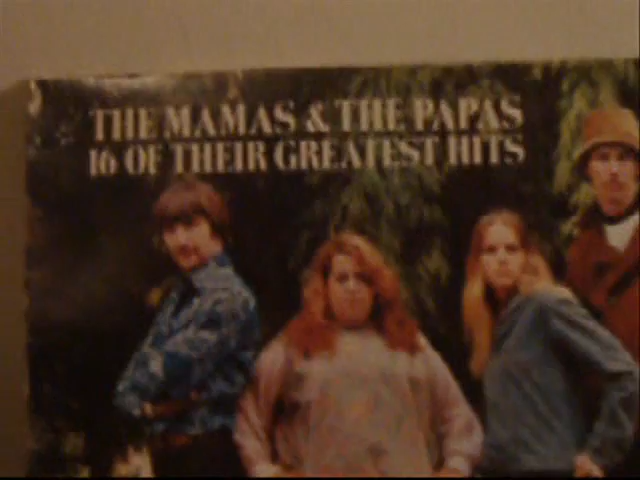 THE MAMAS & THE PAPAS
16 OF THEIR GREATEST HITS